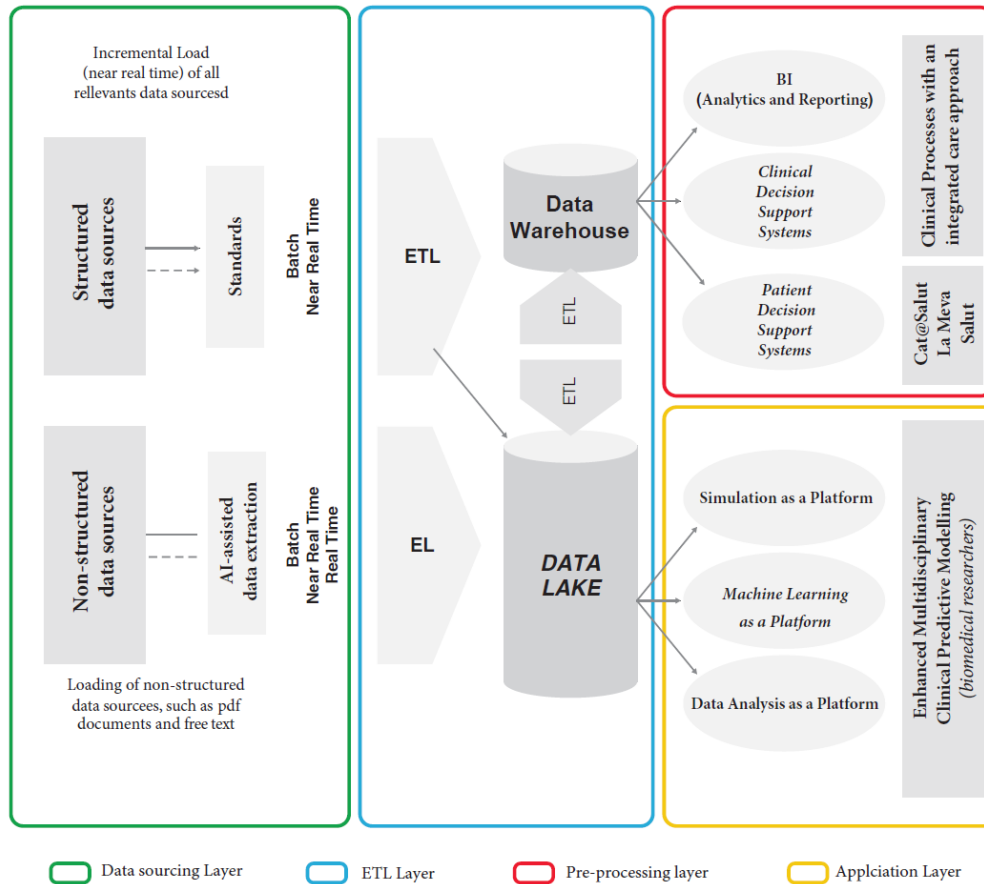 Incremental Load
(near real time) of all
rellevants data sourcesd
Structured
data sources
Standards
Batch
Near Real Time
Non-structured
data sources
AI-assisted
data extraction
Batch
Near Real Time
Real Time
Loading of non-structured
data sourcees, such as pdf
documents and free text
ETL
EL
Data
Warehouse
ETL
ETL
DATA
LAKE
BI
(Analytics and Reporting)
Clinical
Decision
Support
Systems
Patient
Decision
Support
Systems
Clinical Processes with an
integrated care approach
Cat@Salut
La Meva
Salut
Simulation as a Platform
Machine Learning
as a Platform
Data Analysis as a Platform
Enhanced Multidisciplinary
Clinical Predictive Modelling
(biomedical researchers)
Data sourcing Layer
ETL Layer
Pre-processing layer
Applciation Layer